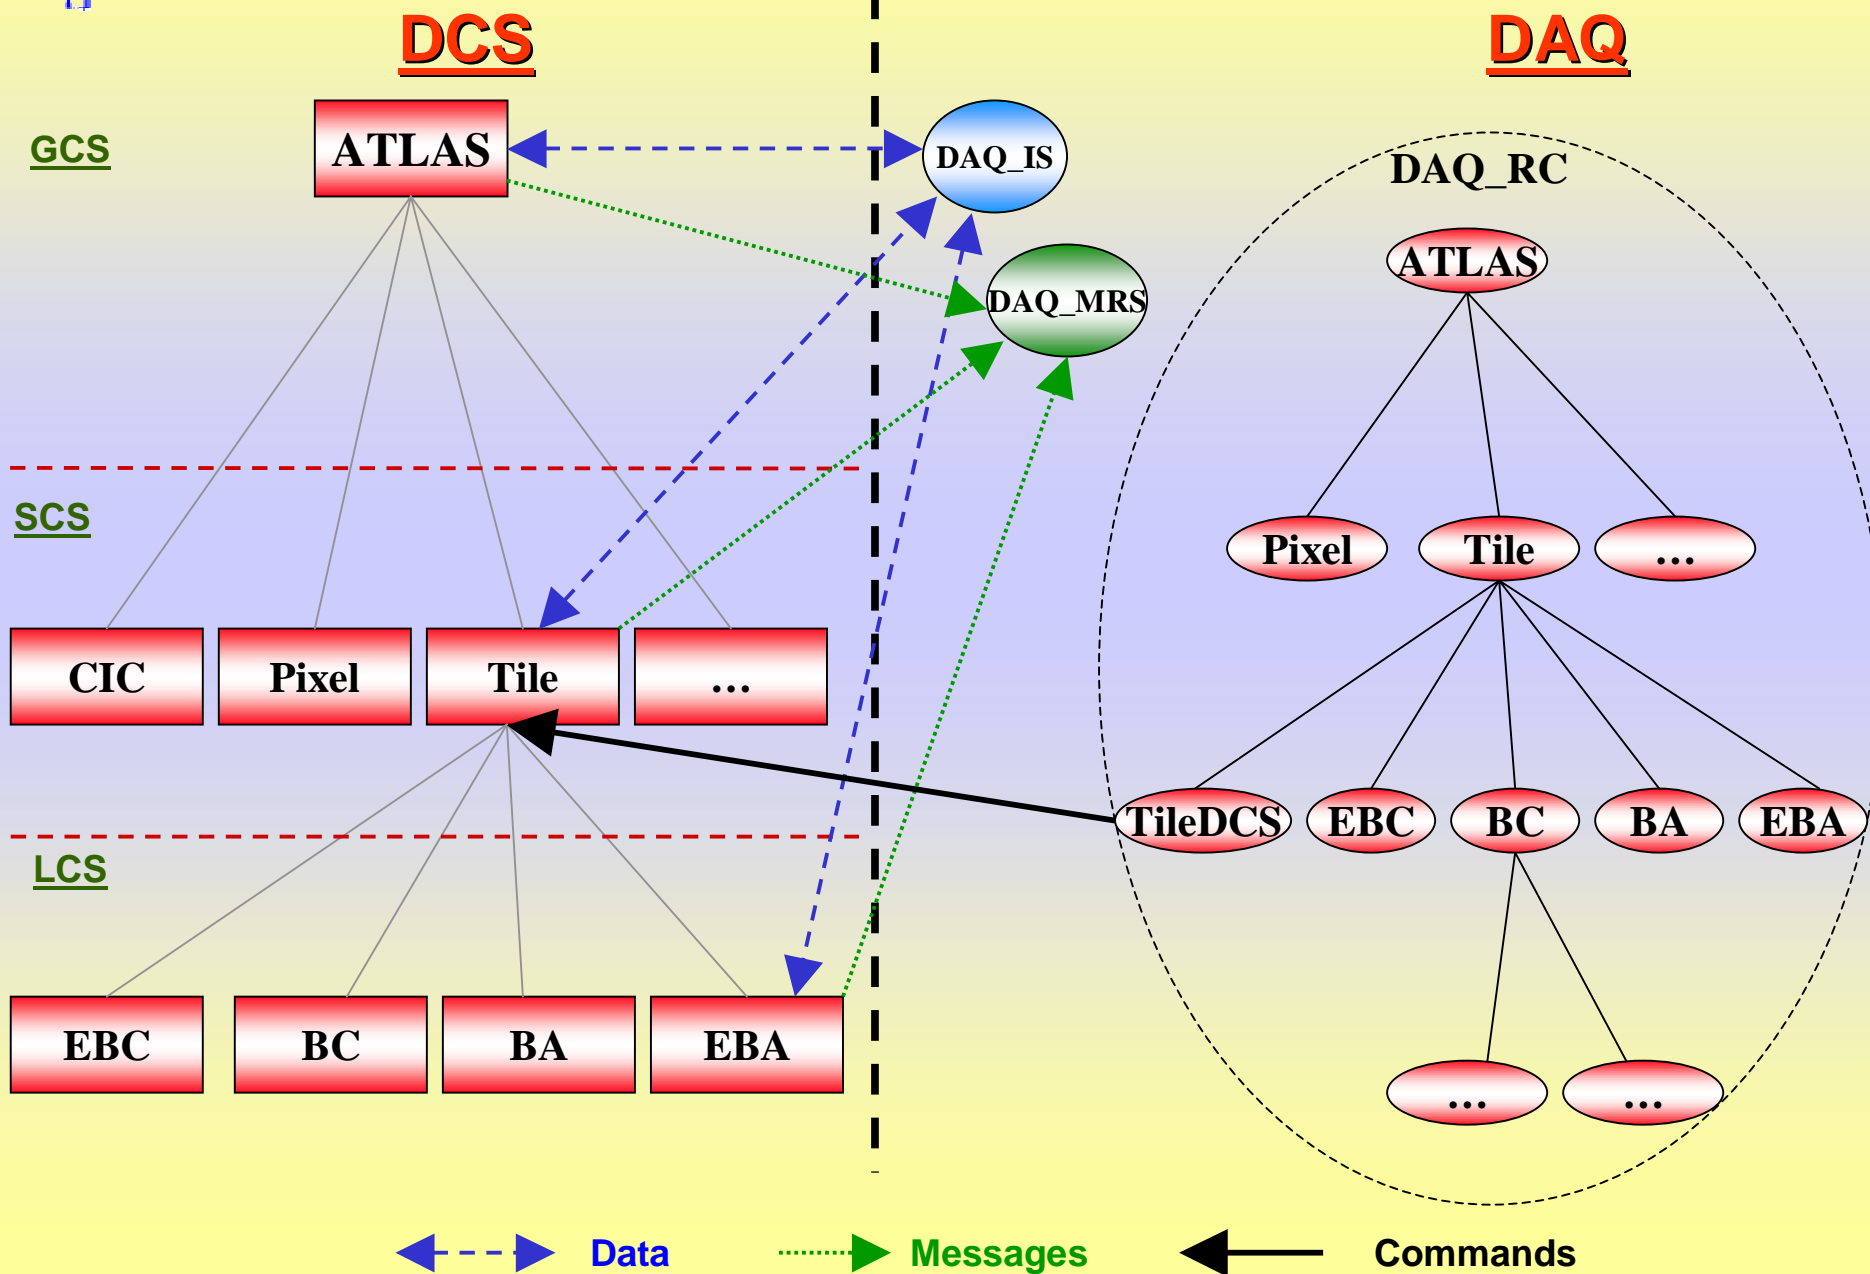 DCS
DAQ
GCS
ATLAS
DAQ_IS
DAQ_RC
ATLAS
DAQ_MRS
SCS
Pixel
Tile
...
CIC
Pixel
Tile
...
TileDCS
EBC
BC
BA
EBA
LCS
EBC
BC
BA
EBA
...
...
Data
Messages
Commands